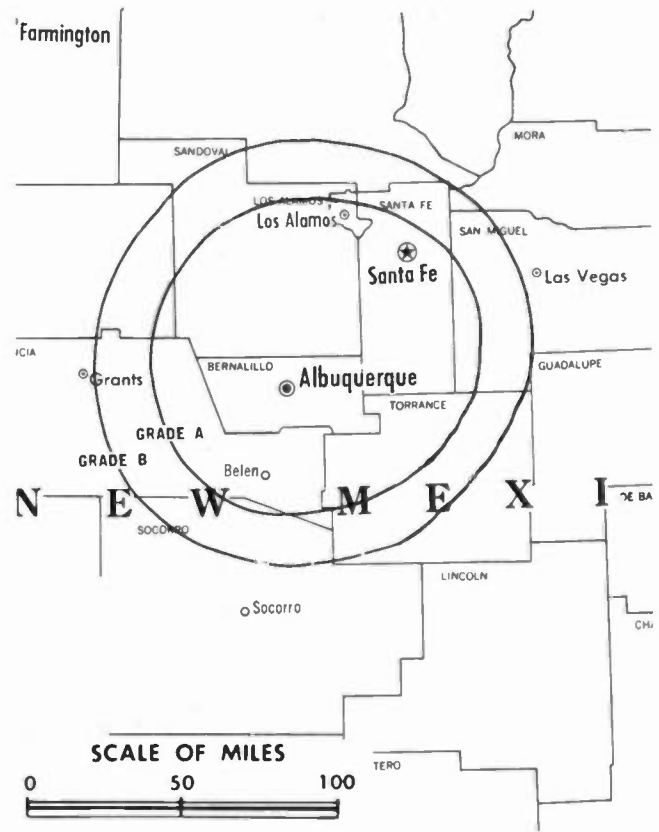 'Farmington
MORA
SANDOVAL
LOS ALAMOS
SANTA FE
Los Alamos
SAN MIGUEL
Santa Fe
Las Vegas
ICIA
BERNALILLO
GUADALUPE
Grants
Albuquerque
TORRANCE
GRADE A
GRADE B
Belen
N E W M E X I
DE BA
SOCORRO
LINCOLN
Socorro
CHA
SCALE OF MILES
TERO
0 50 100